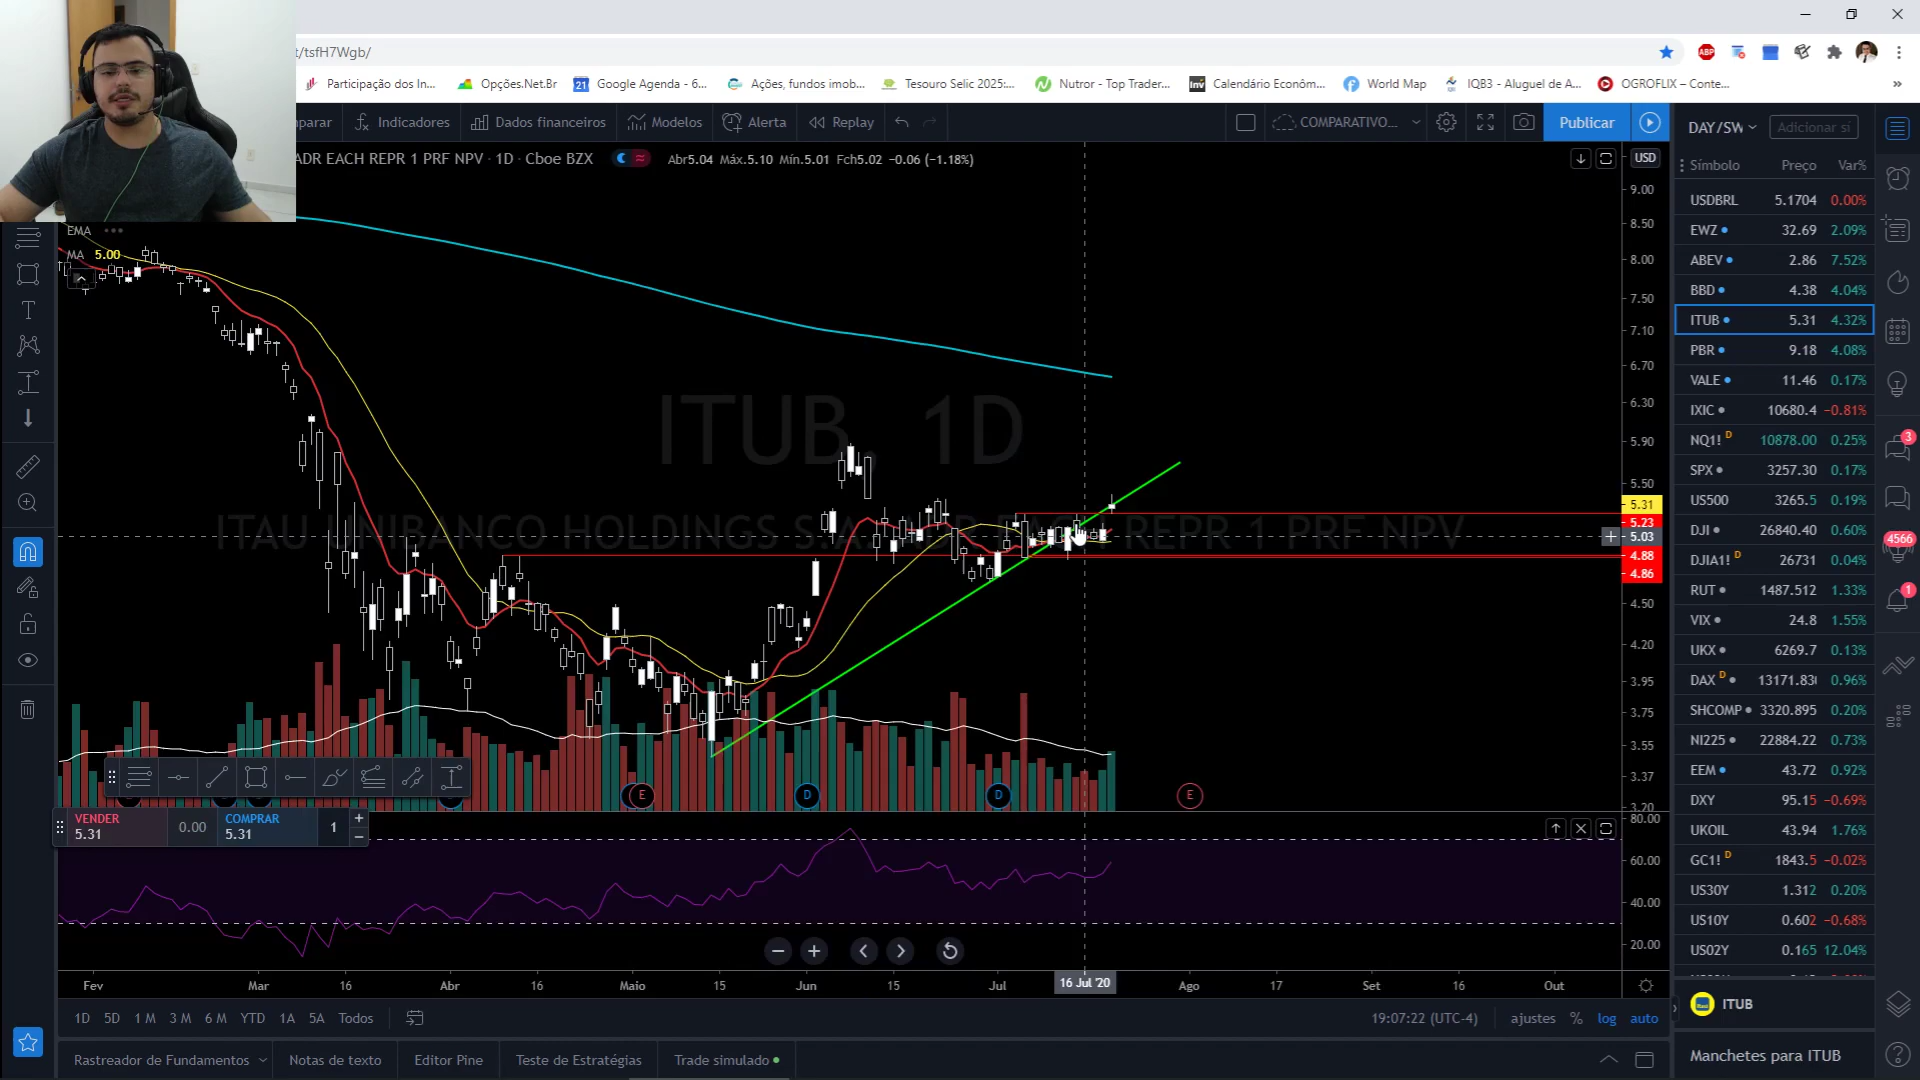 t/tsfH7Wgb/
Participação dos In... Opções.Net.Br Google Agenda - 6... Ações, fundos imob... Tesouro Selic 2025:... Nutror - Top Trader... Calendário Econôm... World Map IQB3 - Aluguel de A... OGROFLIX – Conte... »
parar Indicadores Dados financeiros Modelos Alerta Replay COMPARATIVO... Publicar
ADR EACH REPR 1 PRF NPV · 1D · Cboe BZX Abr5.04 Máx.5.10 Mín.5.01 Fch5.02 −0.06 (−1.18%)
EMA
MA 5.00
ITUB, 1D
ITAU UNIBANCO HOLDINGS S.A ADR EACH REPR 1 PRF NPV
USD
9.00
8.50
8.00
7.50
7.10
6.70
6.30
5.90
5.50
5.31
5.23
5.03
4.88
4.86
4.50
4.20
3.95
3.75
3.55
3.37
3.20
E D D E
VENDER
5.31
0.00
COMPRAR
5.31
1
80.00
60.00
40.00
20.00
Fev Mar 16 Abr 16 Maio 15 Jun 15 Jul 16 Jul '20 Ago 17 Set 16 Out
1D 5D 1 M 3 M 6 M YTD 1A 5A Todos 19:07:22 (UTC-4) ajustes % log auto
Rastreador de Fundamentos Notas de texto Editor Pine Teste de Estratégias Trade simulado
DAY/SW Adicionar sí
Símbolo Preço Var%
USDBRL 5.1704 0.00%
EWZ 32.69 2.09%
ABEV 2.86 7.52%
BBD 4.38 4.04%
ITUB 5.31 4.32%
PBR 9.18 4.08%
VALE 11.46 0.17%
IXIC 10680.4 −0.81%
NQ1! D 10878.00 0.25%
SPX 3257.30 0.17%
US500 3265.5 0.19%
DJI 26840.40 0.60%
DJIA1! D 26731 0.04%
RUT 1487.512 1.33%
VIX 24.8 1.55%
UKX 6269.7 0.13%
DAX D 13171.83 0.96%
SHCOMP 3320.895 0.20%
NI225 22884.22 0.73%
EEM 43.72 0.92%
DXY 95.15 −0.69%
UKOIL 43.94 1.76%
GC1! D 1843.5 −0.02%
US30Y 1.312 0.20%
US10Y 0.602 −0.68%
US02Y 0.165 12.04%
ITUB
Manchetes para ITUB
3
4566
1